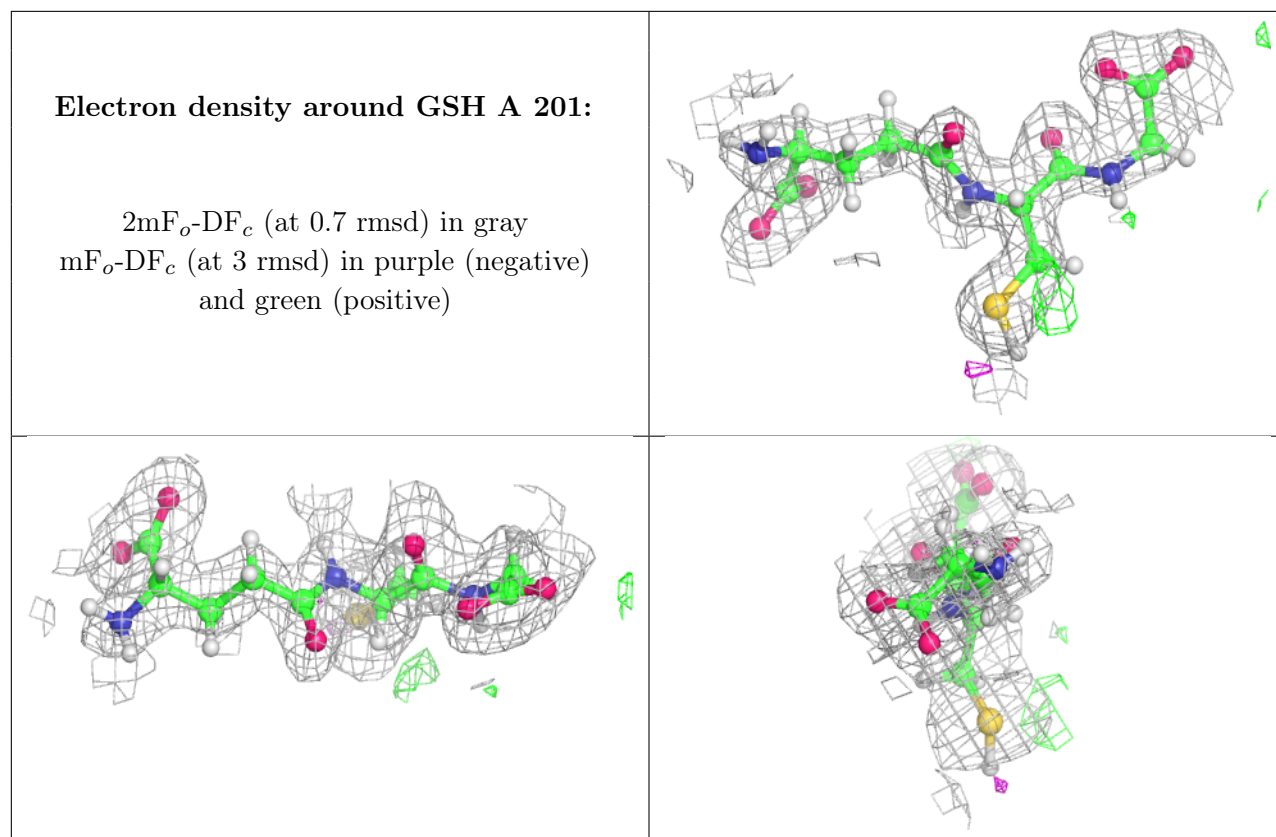 Electron density around GSH A 201:
2mFo-DFc (at 0.7 rmsd) in gray
mFo-DFc (at 3 rmsd) in purple (negative)
and green (positive)